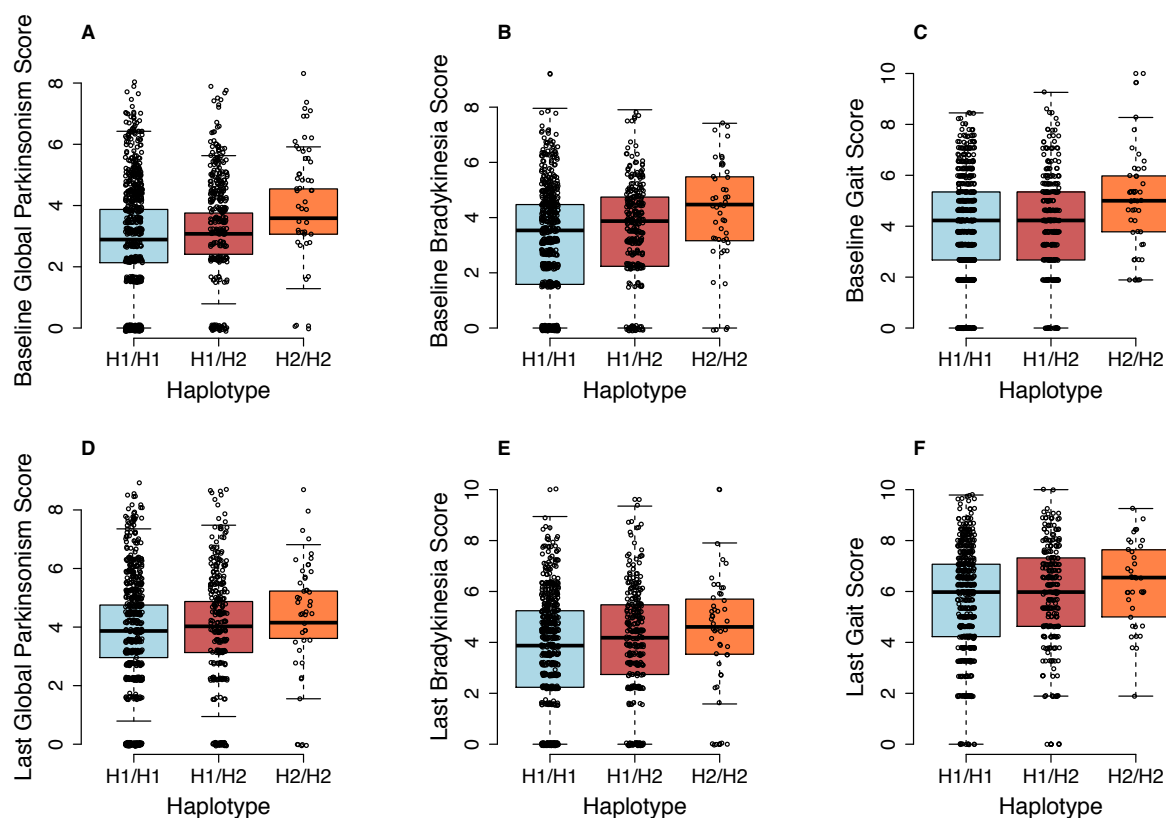 A
Baseline Global Parkinsonism Score
0 2 4 6 8
H1/H1 H1/H2 H2/H2
Haplotype
B
Baseline Bradykinesia Score
0 2 4 6 8
H1/H1 H1/H2 H2/H2
Haplotype
C
Baseline Gait Score
0 2 4 6 8 10
H1/H1 H1/H2 H2/H2
Haplotype
D
Last Global Parkinsonism Score
0 2 4 6 8
H1/H1 H1/H2 H2/H2
Haplotype
E
Last Bradykinesia Score
0 2 4 6 8 10
H1/H1 H1/H2 H2/H2
Haplotype
F
Last Gait Score
0 2 4 6 8 10
H1/H1 H1/H2 H2/H2
Haplotype